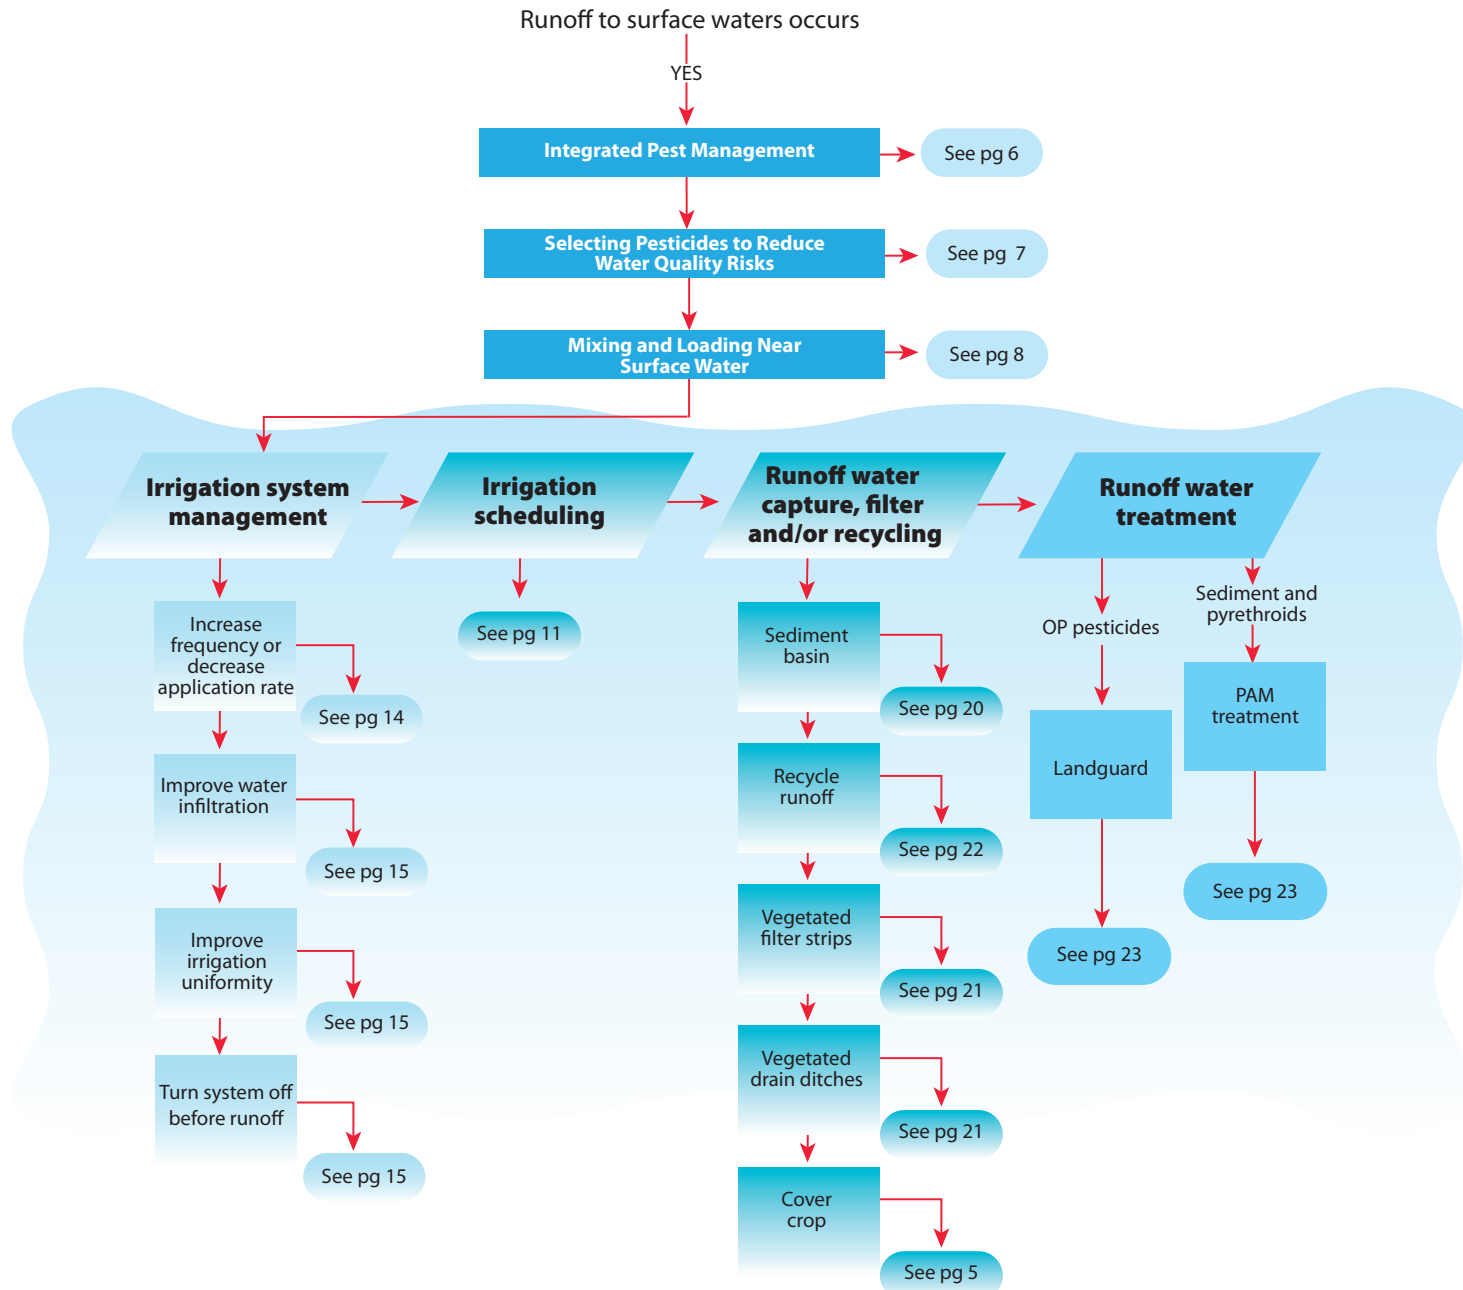 Runoff to surface waters occurs
YES
Integrated Pest Management
See pg 6
Selecting Pesticides to Reduce
Water Quality Risks
See pg 7
Mixing and Loading Near
Surface Water
See pg 8
Irrigation system
management
Irrigation
scheduling
Runoff water
capture, filter
and/or recycling
Runoff water
treatment
Increase
frequency or
decrease
application rate
See pg 14
Improve water
infiltration
See pg 15
Improve
irrigation
uniformity
See pg 15
Turn system off
before runoff
See pg 15
See pg 11
Sediment
basin
See pg 20
Recycle
runoff
See pg 22
Vegetated
filter strips
See pg 21
Vegetated
drain ditches
See pg 21
Cover
crop
See pg 5
OP pesticides
Landguard
See pg 23
Sediment and
pyrethroids
PAM
treatment
See pg 23